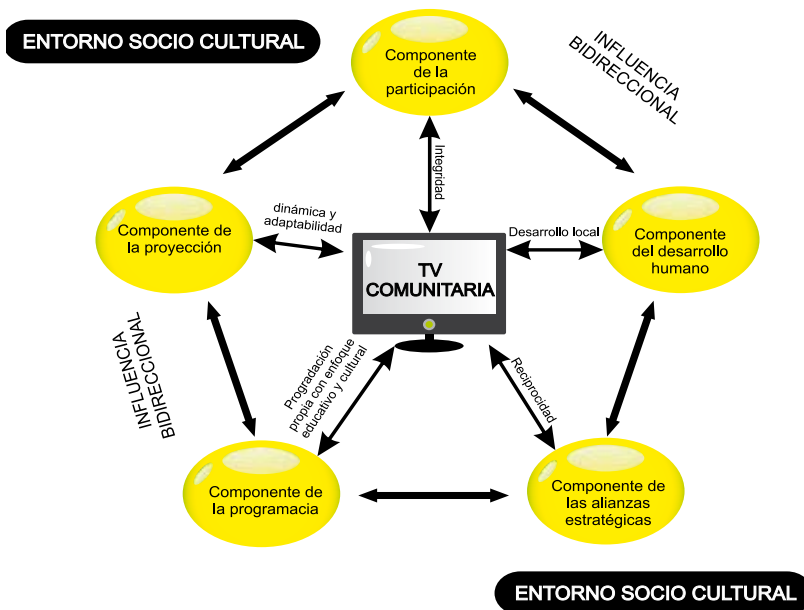 ENTORNO SOCIO CULTURAL
Componente
de la
participación
INFLUENCIA
BIDIRECCIONAL
Integridad
dinámica y
adaptabilidad
Componente de
la proyección
Desarrollo local
Componente
del desarrollo
humano
TV
COMUNITARIA
INFLUENCIA
BIDIRECCIONAL
Progradación
propia con enfoque
educativo y cultural
Reciprocidad
Componente de
la programacia
Componente de
las alianzas
estratégicas
ENTORNO SOCIO CULTURAL